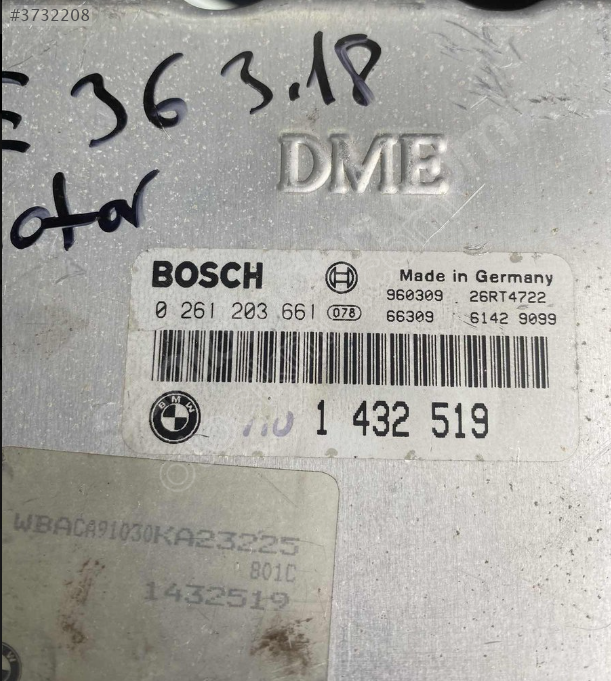 #3732208
E 36 3.18
otor
DME
BOSCH
Made in Germany
0 261 203 661 078
960309 26RT4722
66309 6142 9099
BMW
1 432 519
WBACA91030KA23225
801C
1432519